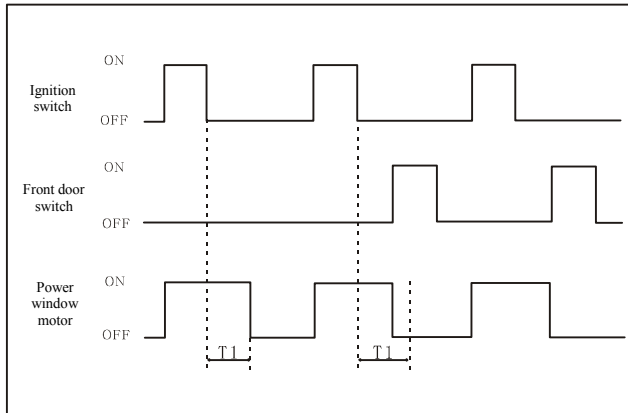 ON
Ignition
switch
OFF
ON
Front door
switch
OFF
ON
Power
window
motor
OFF
T1
T1